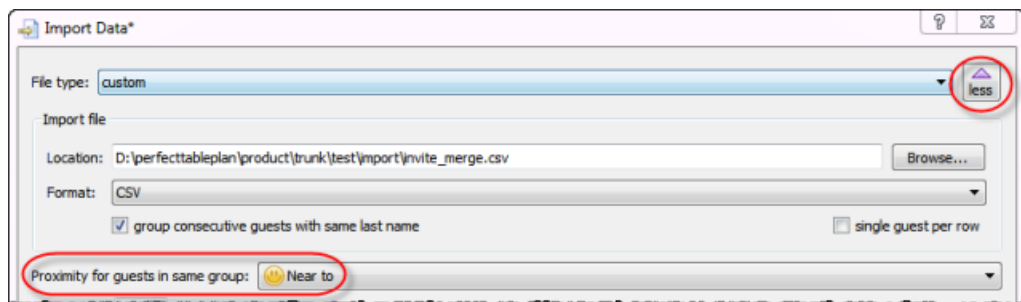 Import Data*
File type: custom
less
Import file
Location: D:\perfecttableplan\product\trunk\test\import\invite_merge.csv
Browse...
Format: CSV
group consecutive guests with same last name
single guest per row
Proximity for guests in same group: Near to